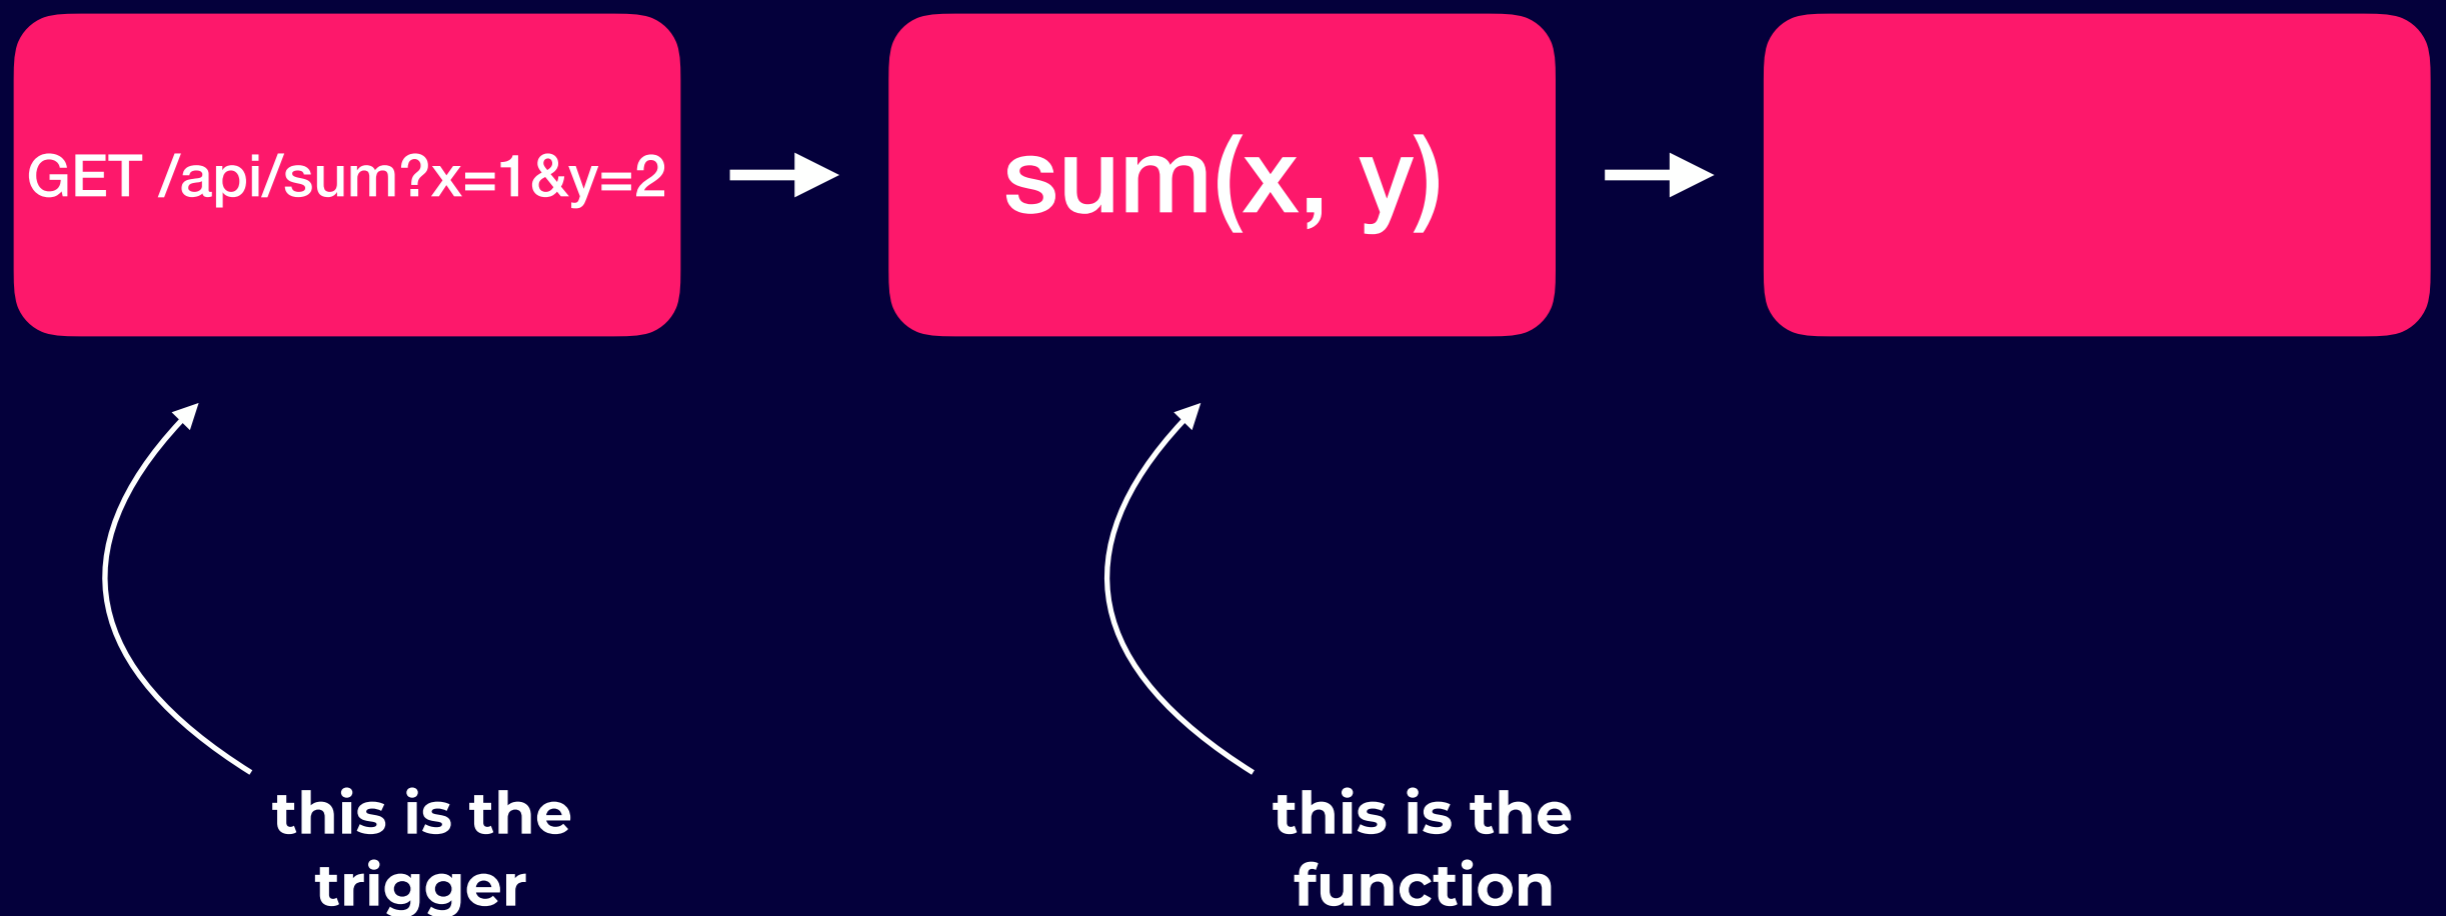 GET /api/sum?x=1&y=2
sum(x, y)
this is the
trigger
this is the
function